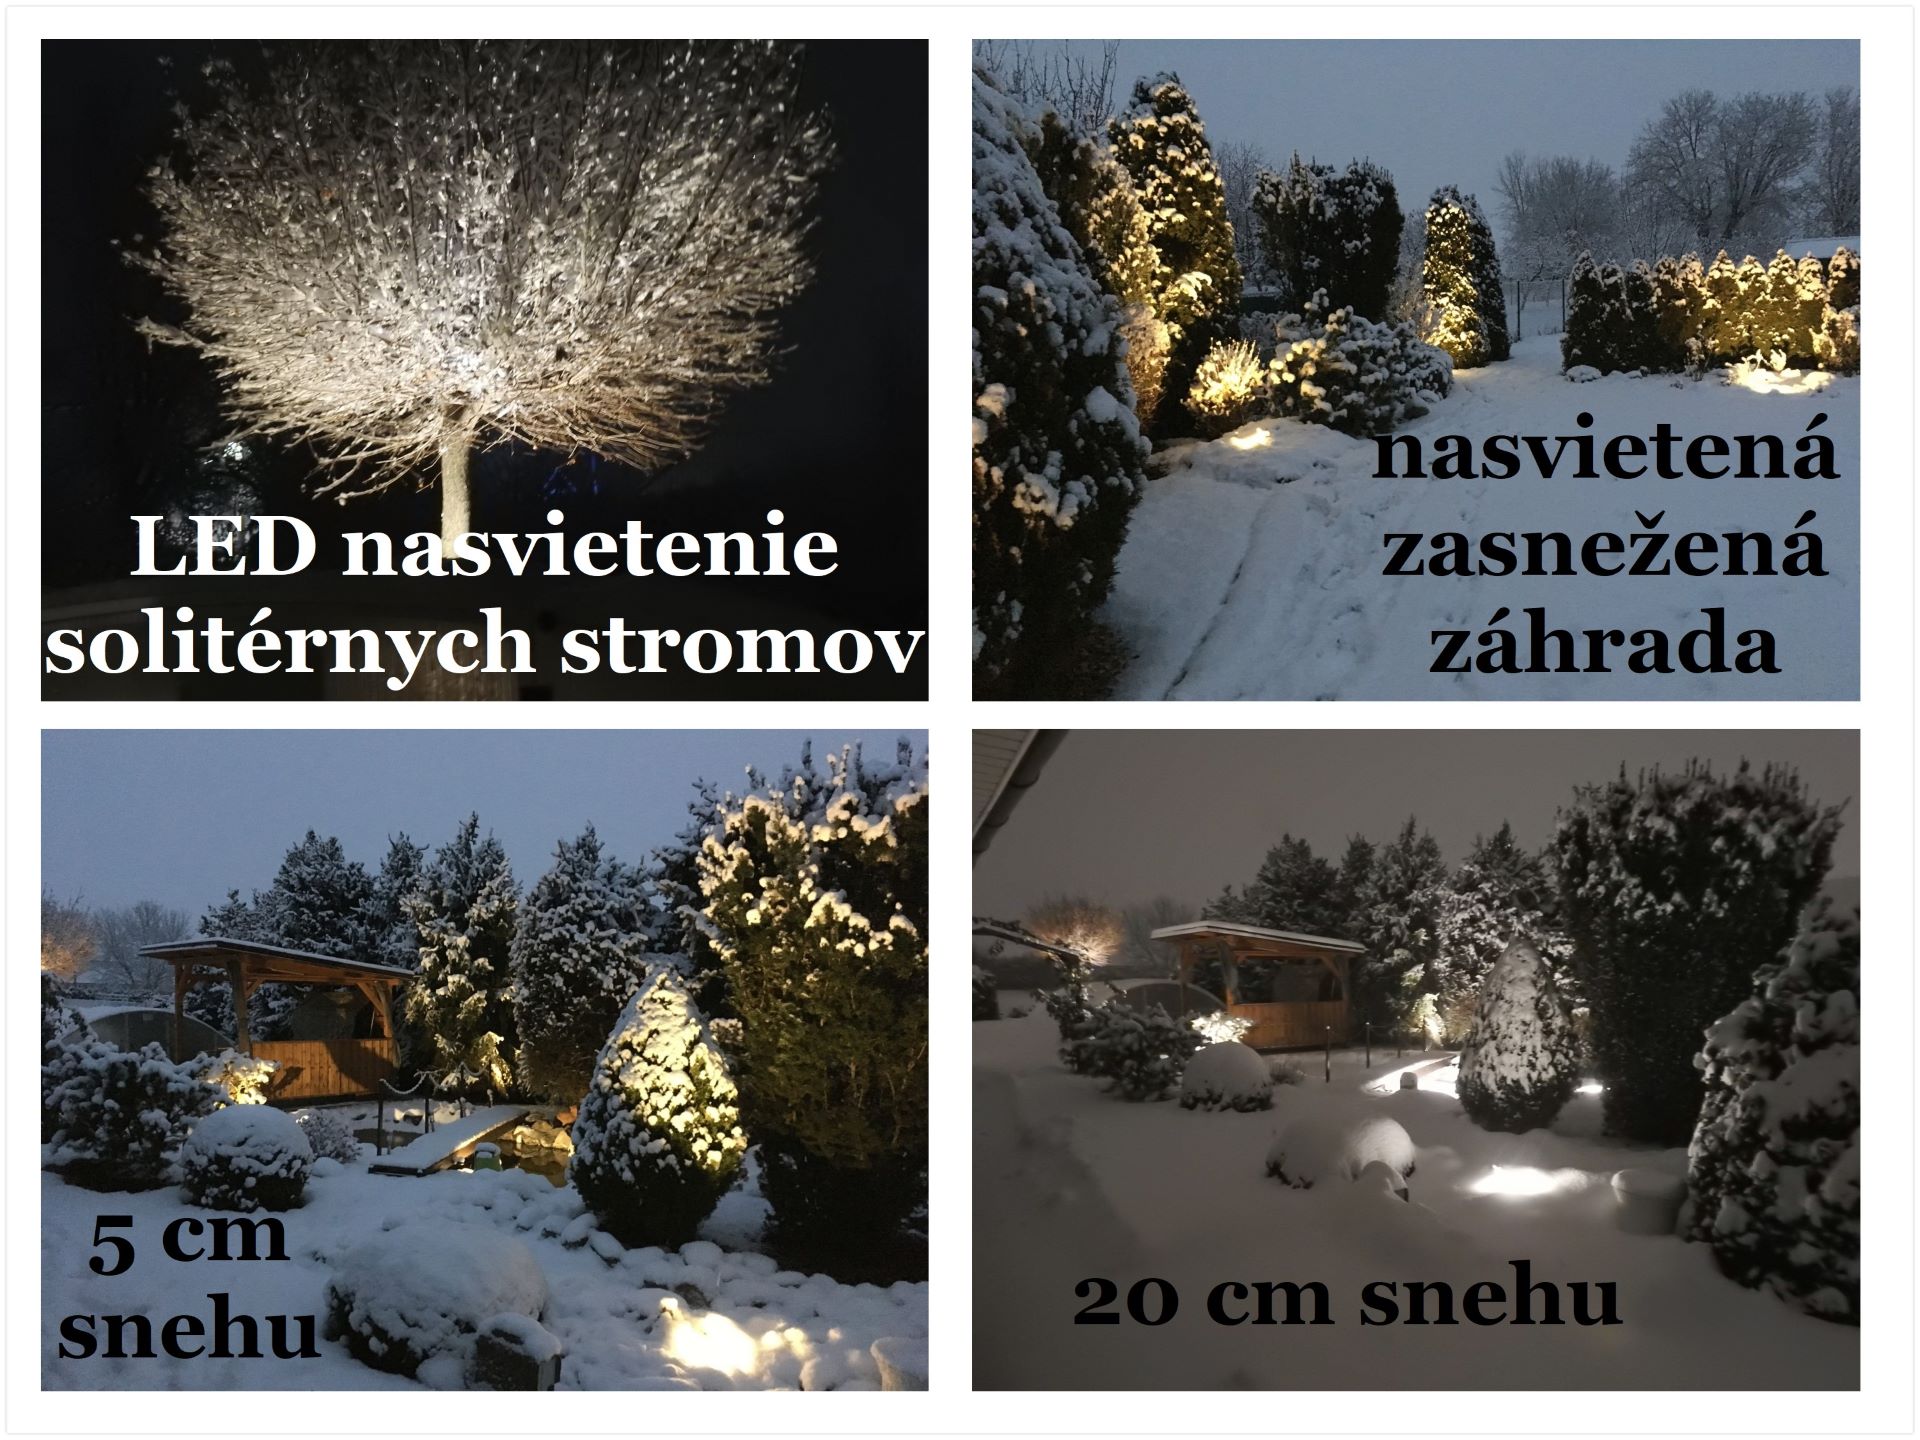 LED nasvietenie
solitérnych stromov
nasvietená
zasnežená
záhrada
5 cm
snehu
20 cm snehu